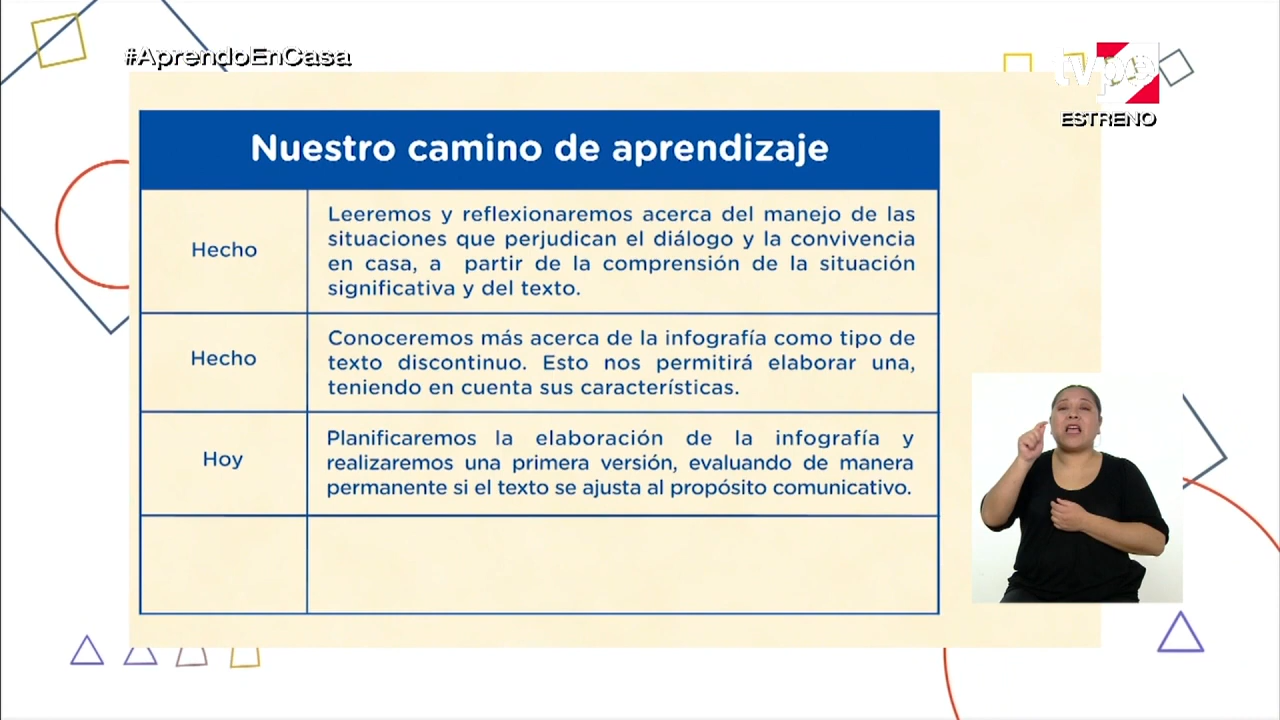 #AprendoEnCasa
tvpe
ESTRENO
Nuestro camino de aprendizaje
Hecho
Leeremos y reflexionaremos acerca del manejo de las
situaciones que perjudican el diálogo y la convivencia
en casa, a partir de la comprensión de la situación
significativa y del texto.
Hecho
Conoceremos más acerca de la infografía como tipo de
texto discontinuo. Esto nos permitirá elaborar una,
teniendo en cuenta sus características.
Hoy
Planificaremos la elaboración de la infografía y
realizaremos una primera versión, evaluando de manera
permanente si el texto se ajusta al propósito comunicativo.